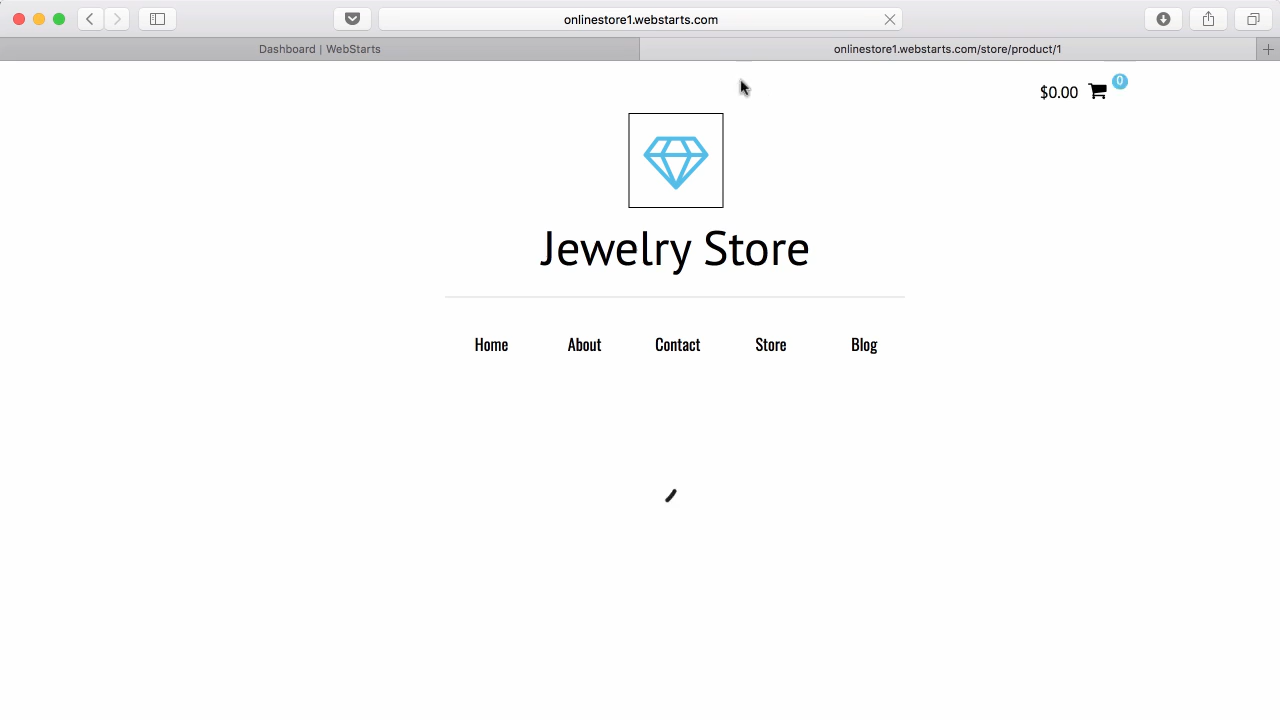 onlinestore1.webstarts.com
Dashboard | WebStarts
onlinestore1.webstarts.com/store/product/1
$0.00 0
Jewelry Store
Home About Contact Store Blog